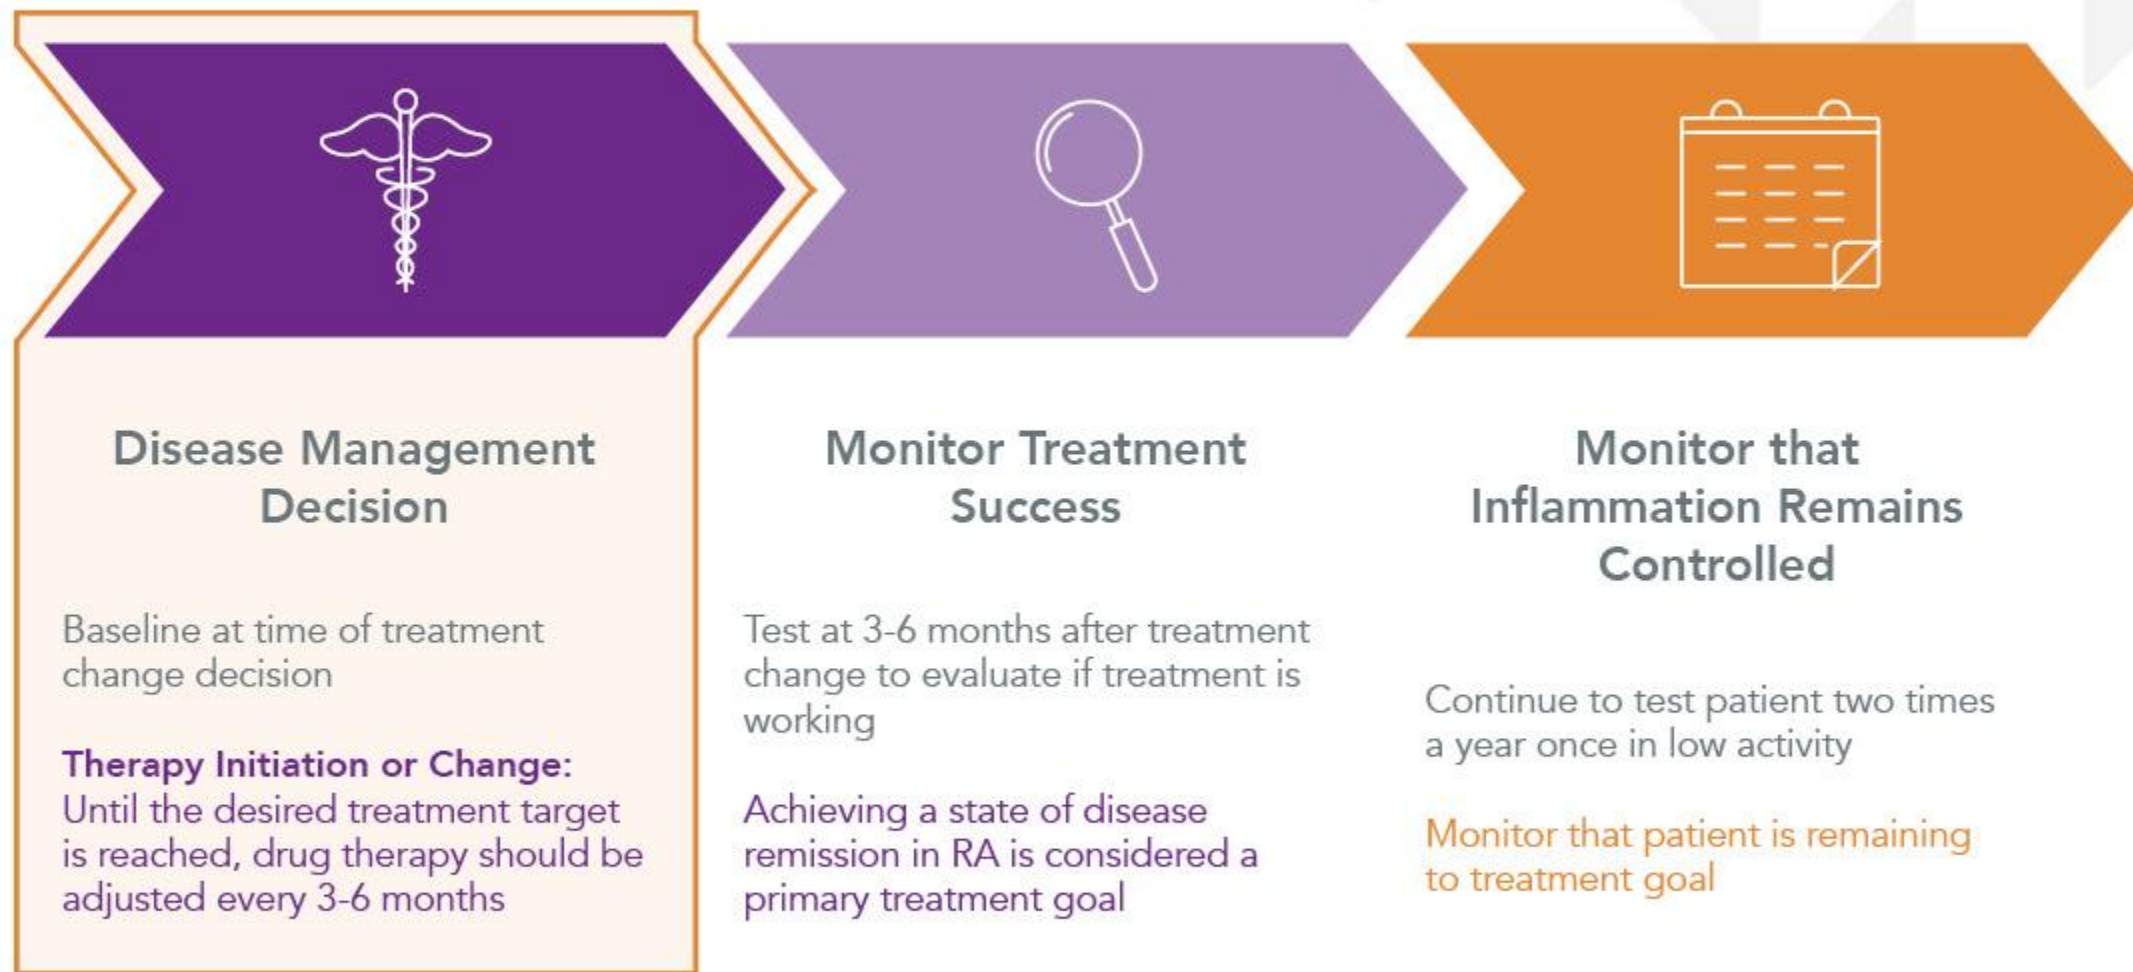 Disease Management
Decision
Baseline at time of treatment
change decision
Therapy Initiation or Change:
Until the desired treatment target
is reached, drug therapy should be
adjusted every 3-6 months
Monitor Treatment
Success
Test at 3-6 months after treatment
change to evaluate if treatment is
working
Achieving a state of disease
remission in RA is considered a
primary treatment goal
Monitor that
Inflammation Remains
Controlled
Continue to test patient two times
a year once in low activity
Monitor that patient is remaining
to treatment goal